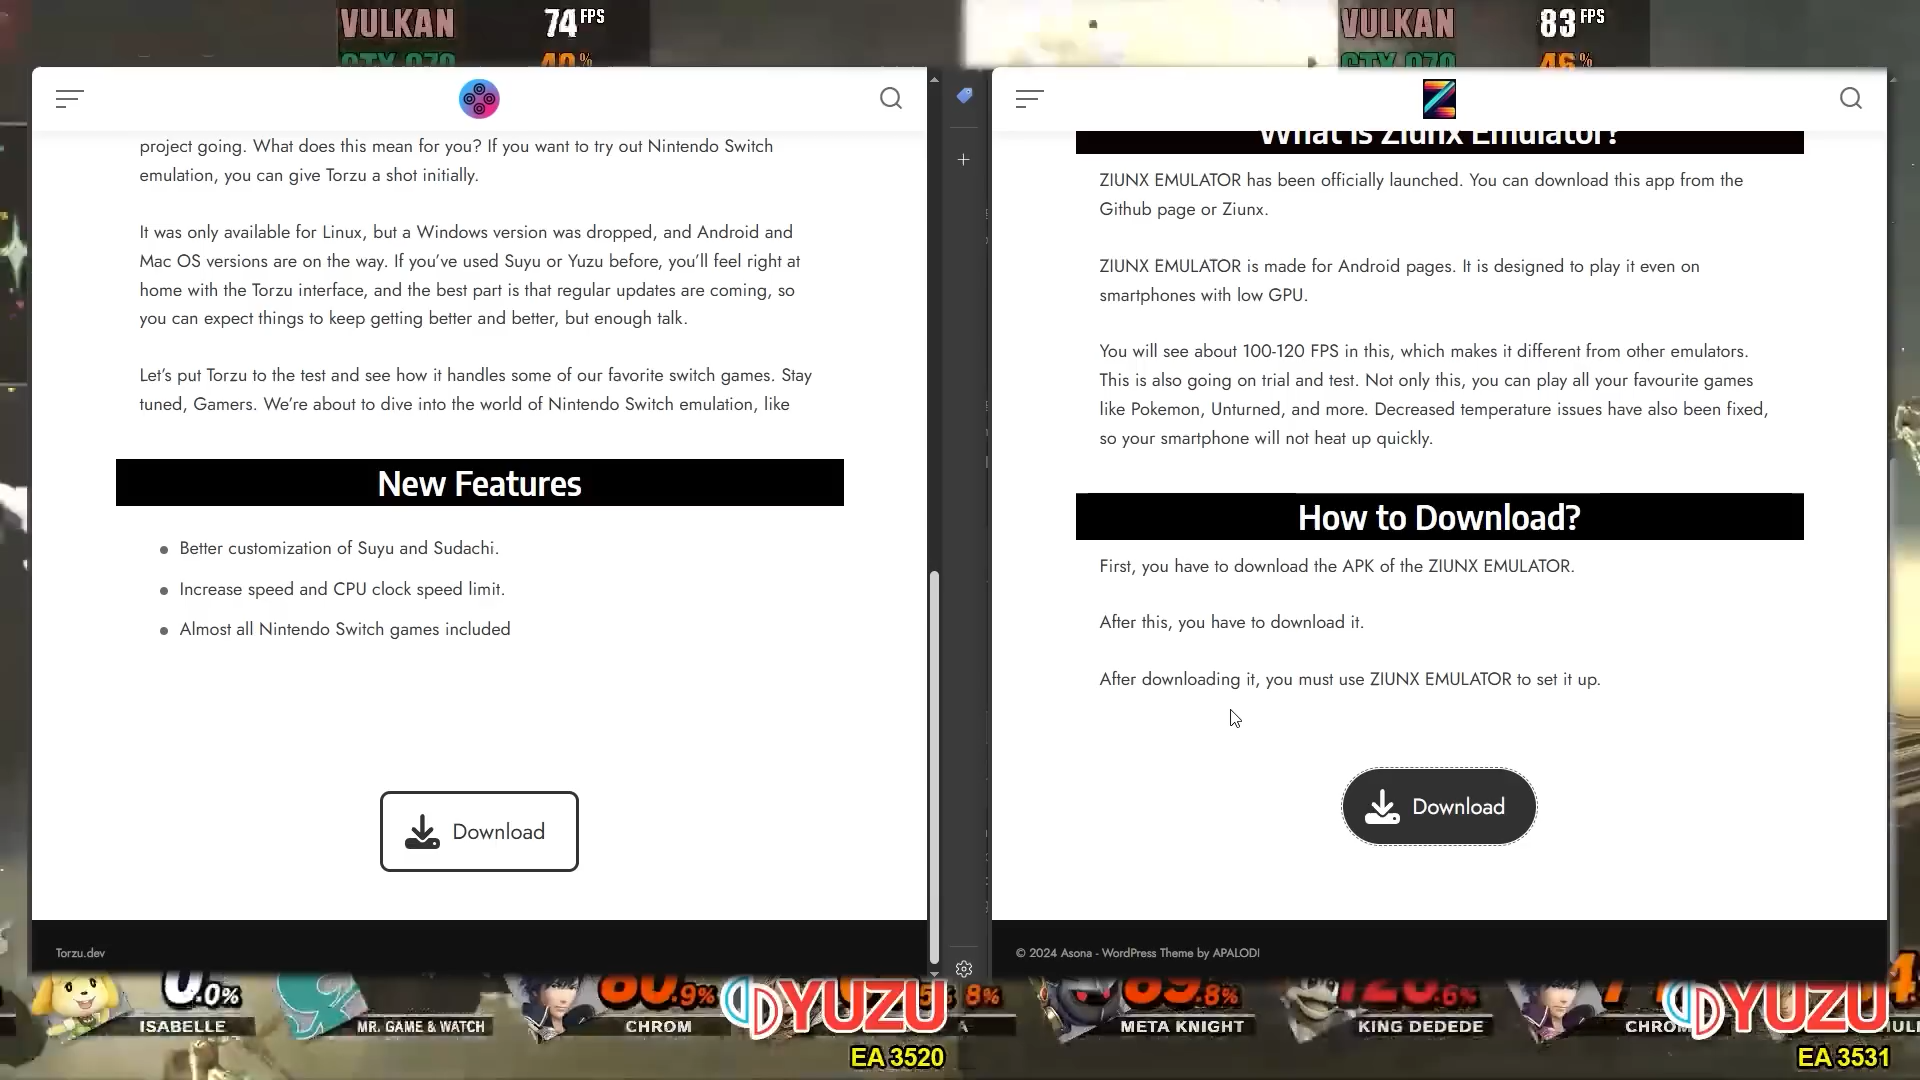 VULKAN 74 FPS
VULKAN 83 FPS
project going. What does this mean for you? If you want to try out Nintendo Switch
emulation, you can give Torzu a shot initially.
It was only available for Linux, but a Windows version was dropped, and Android and
Mac OS versions are on the way. If you’ve used Suyu or Yuzu before, you’ll feel right at
home with the Torzu interface, and the best part is that regular updates are coming, so
you can expect things to keep getting better and better, but enough talk.
Let’s put Torzu to the test and see how it handles some of our favorite switch games. Stay
tuned, Gamers. We’re about to dive into the world of Nintendo Switch emulation, like
New Features
Better customization of Suyu and Sudachi.
Increase speed and CPU clock speed limit.
Almost all Nintendo Switch games included
Download
Torzu.dev
What is Ziunx Emulator?
ZIUNX EMULATOR has been officially launched. You can download this app from the
Github page or Ziunx.
ZIUNX EMULATOR is made for Android pages. It is designed to play it even on
smartphones with low GPU.
You will see about 100-120 FPS in this, which makes it different from other emulators.
This is also going on trial and test. Not only this, you can play all your favourite games
like Pokemon, Unturned, and more. Decreased temperature issues have also been fixed,
so your smartphone will not heat up quickly.
How to Download?
First, you have to download the APK of the ZIUNX EMULATOR.
After this, you have to download it.
After downloading it, you must use ZIUNX EMULATOR to set it up.
Download
© 2024 Asona - WordPress Theme by APALODI
0.0% 80.9% 8% 89.8% 120.6%
ISABELLE MR. GAME & WATCH CHROM YUZU META KNIGHT KING DEDEDE YUZU
EA 3520 EA 3531